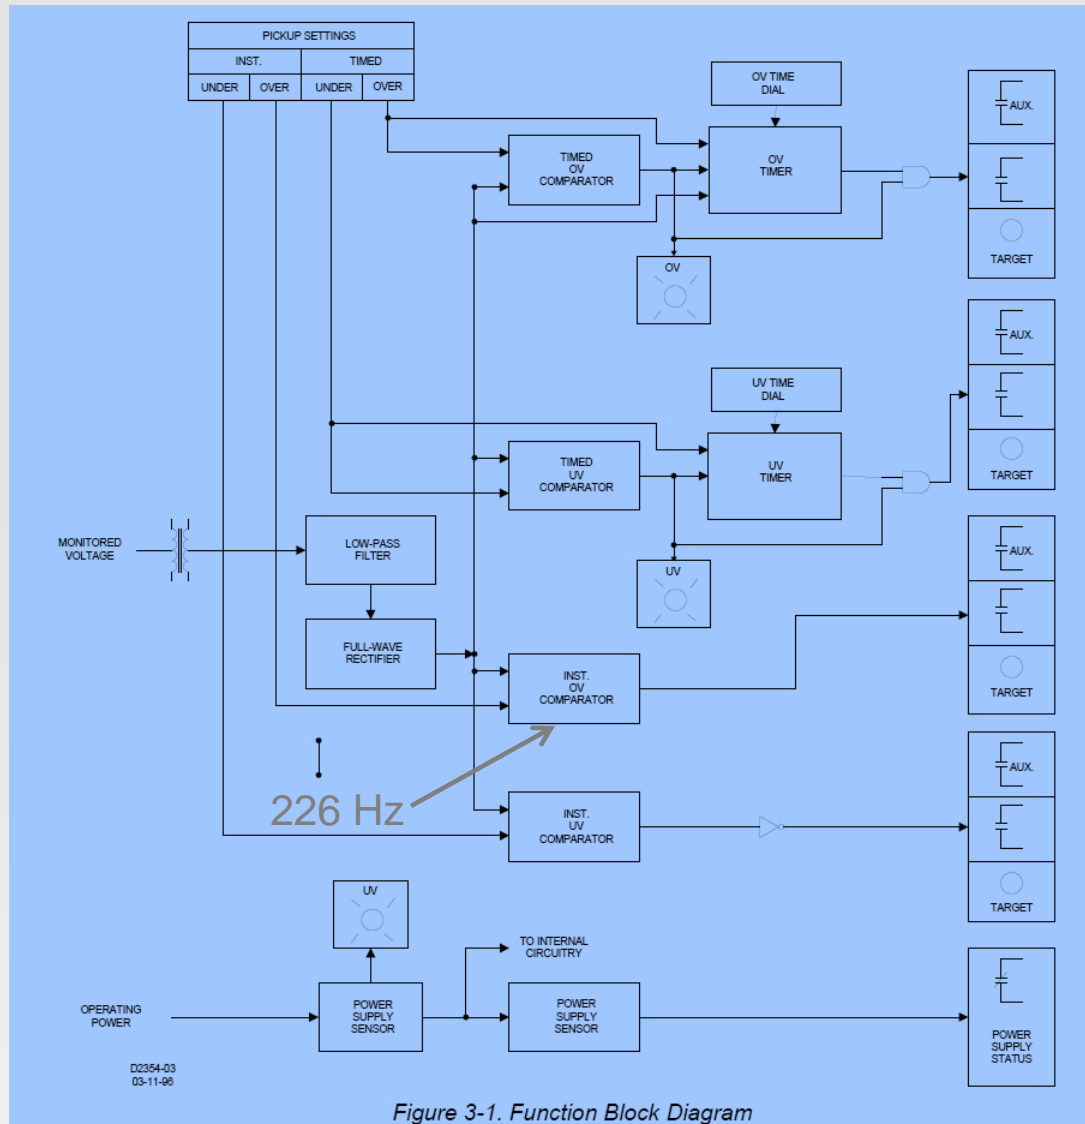 PICKUP SETTINGS
INST.
TIMED
UNDER
OVER
UNDER
OVER
OV TIME
DIAL
AUX.
TIMED
OV
COMPARATOR
OV
TIMER
TARGET
OV
AUX.
UV TIME
DIAL
TIMED
UV
COMPARATOR
UV
TIMER
TARGET
MONITORED
VOLTAGE
LOW-PASS
FILTER
AUX.
UV
FULL-WAVE
RECTIFIER
INST.
OV
COMPARATOR
TARGET
226 Hz
AUX.
INST.
UV
COMPARATOR
TARGET
UV
TO INTERNAL
CIRCUITRY
OPERATING
POWER
POWER
SUPPLY
SENSOR
POWER
SUPPLY
SENSOR
POWER
SUPPLY
STATUS
D2354-03
03-11-96
Figure 3-1. Function Block Diagram